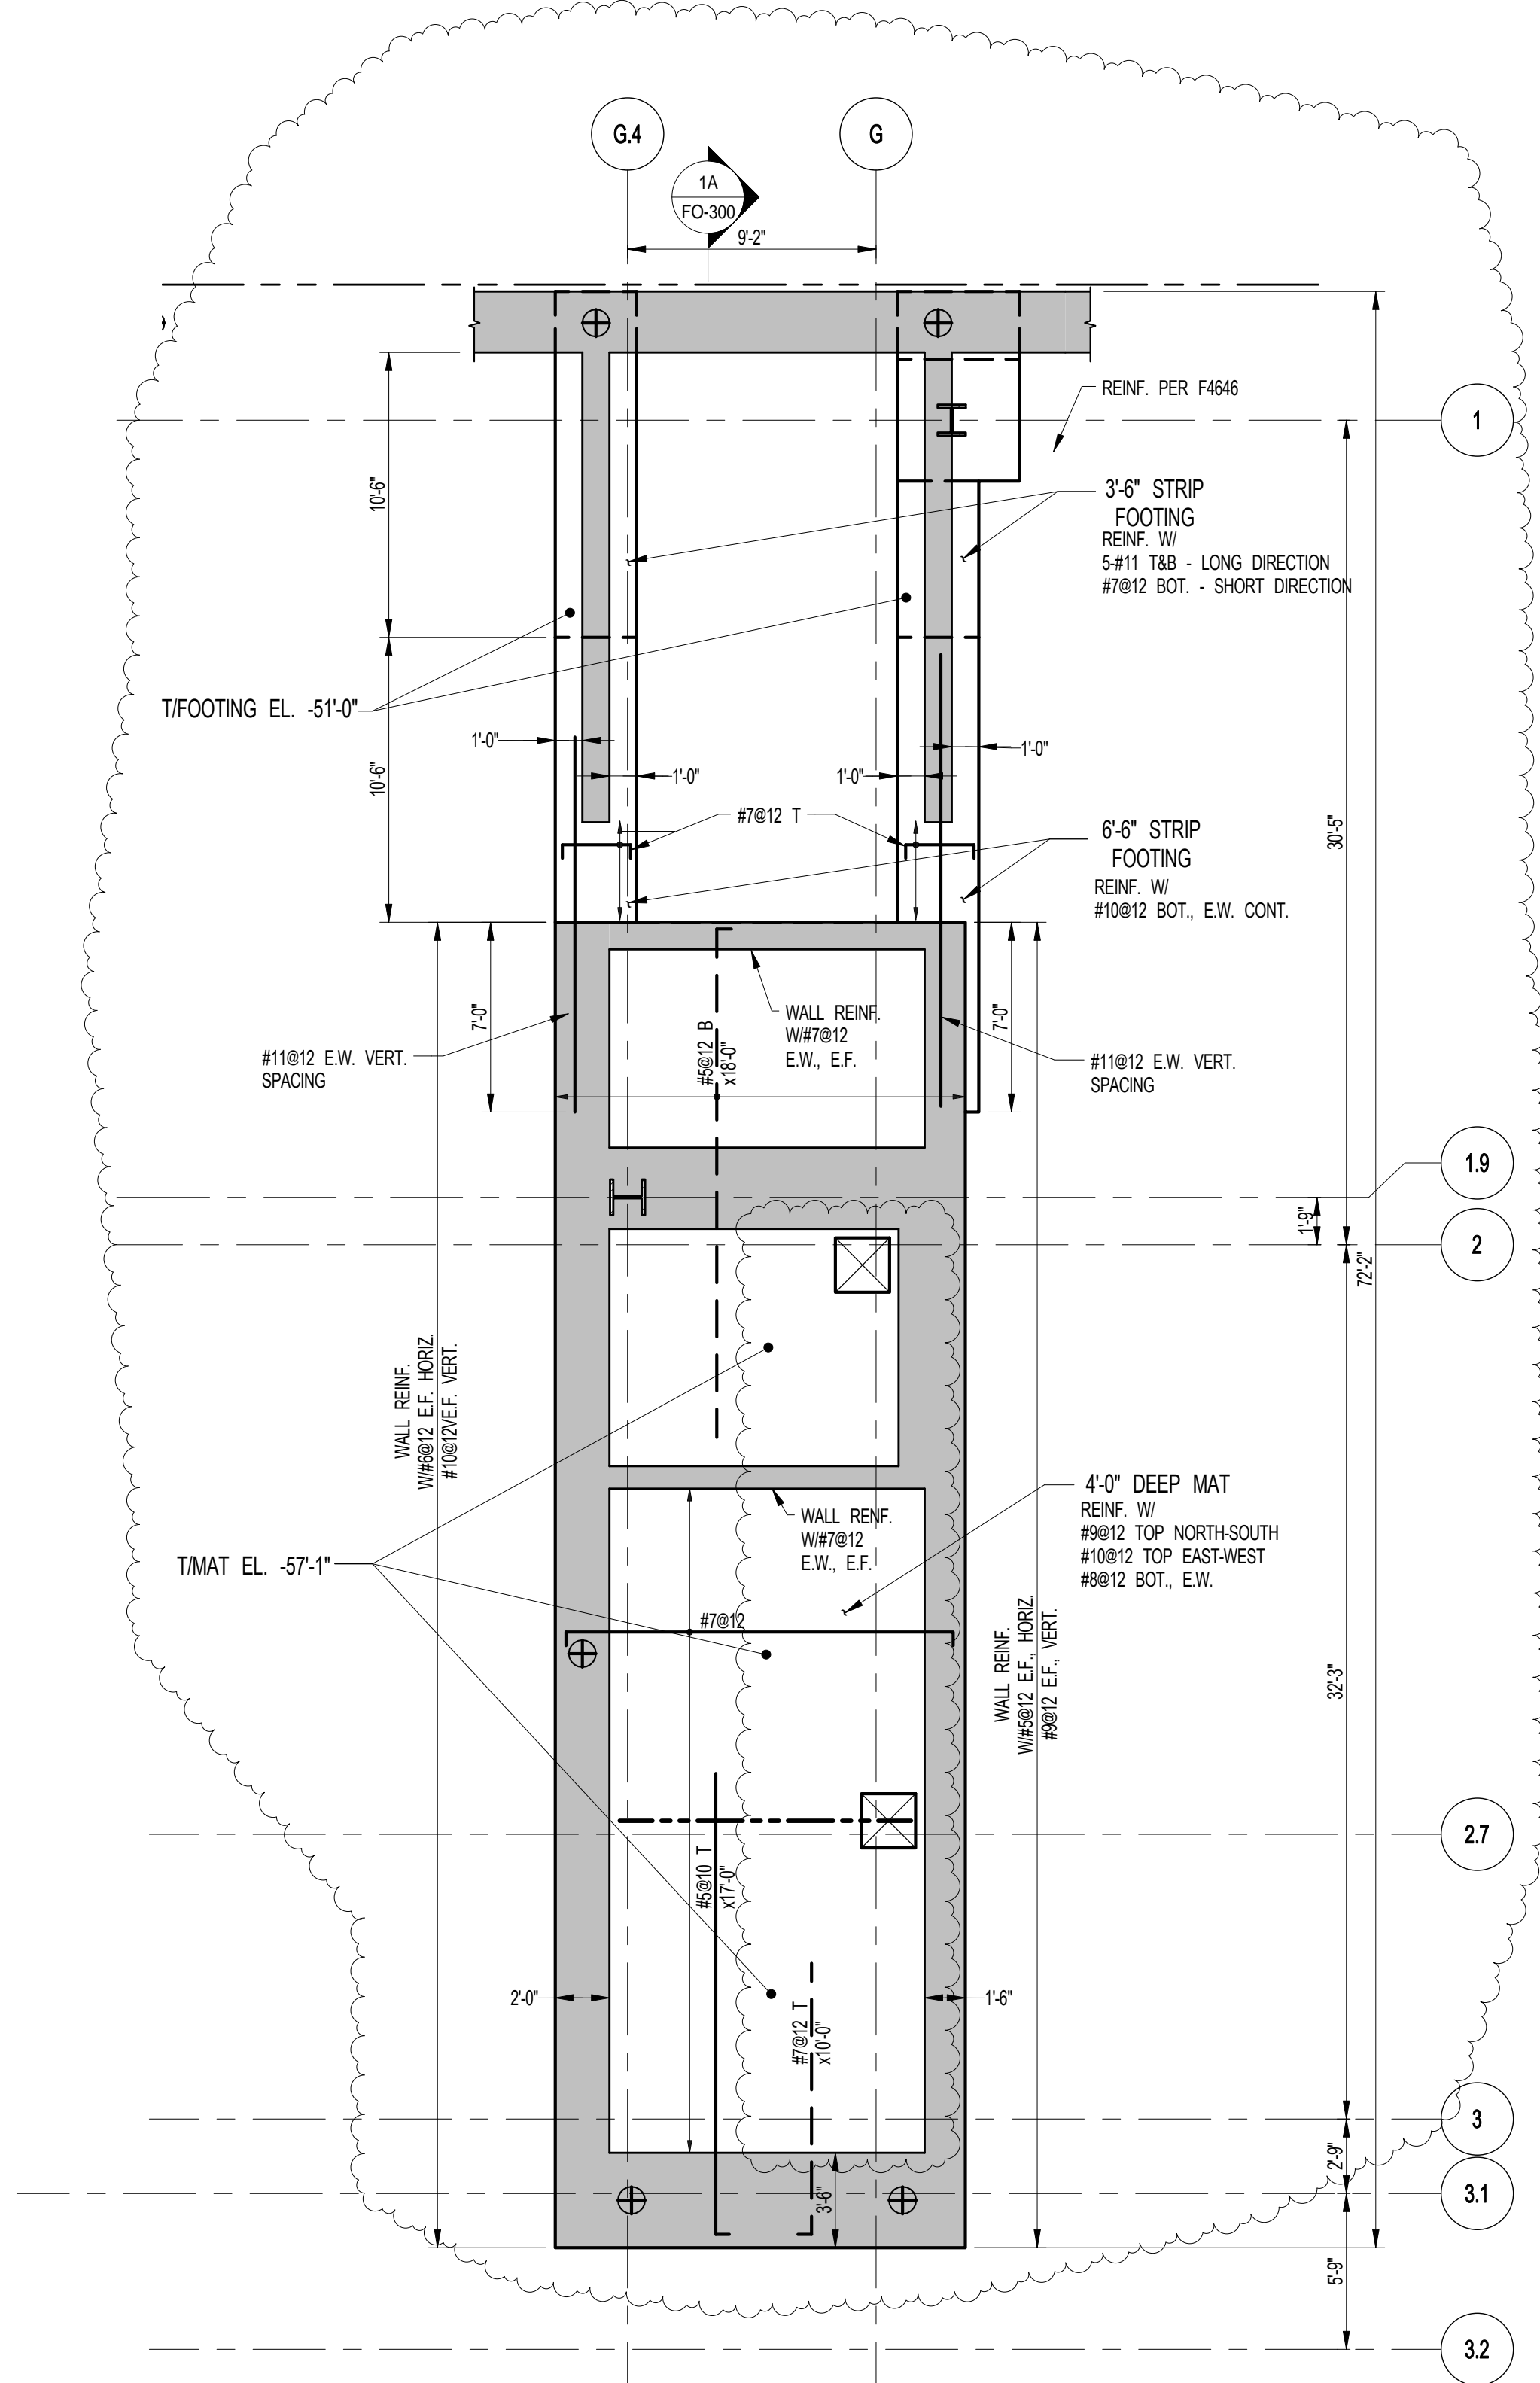 G.4
G
1A
FO-300
9'-2"
REINF. PER F4646
1
10'-6"
3'-6" STRIP
FOOTING
REINF. W/
5-#11 T&B - LONG DIRECTION
#7@12 BOT. - SHORT DIRECTION
T/FOOTING EL. -51'-0"
1'-0"
1'-0"
1'-0"
1'-0"
10'-6"
#7@12 T
6'-6" STRIP
FOOTING
REINF. W/
#10@12 BOT., E.W. CONT.
30'-5"
7'-0"
#5@12 B
x18'-0"
WALL REINF.
W/#7@12
E.W., E.F.
7'-0"
#11@12 E.W. VERT.
SPACING
#11@12 E.W. VERT.
SPACING
1.9
1'-9"
2
72'-2"
WALL REINF.
W/#6@12 E.F. HORIZ.
#10@12VE.F. VERT.
4'-0" DEEP MAT
REINF. W/
#9@12 TOP NORTH-SOUTH
#10@12 TOP EAST-WEST
#8@12 BOT., E.W.
WALL RENF.
W/#7@12
E.W., E.F.
T/MAT EL. -57'-1"
#7@12
WALL REINF.
W/#5@12 E.F., HORIZ.
#9@12 E.F., VERT.
32'-3"
2.7
#5@10 T
x17'-0"
2'-0"
1'-6"
#7@12 T
x10'-0"
3
2'-9"
3.1
3'-6"
5'-9"
3.2